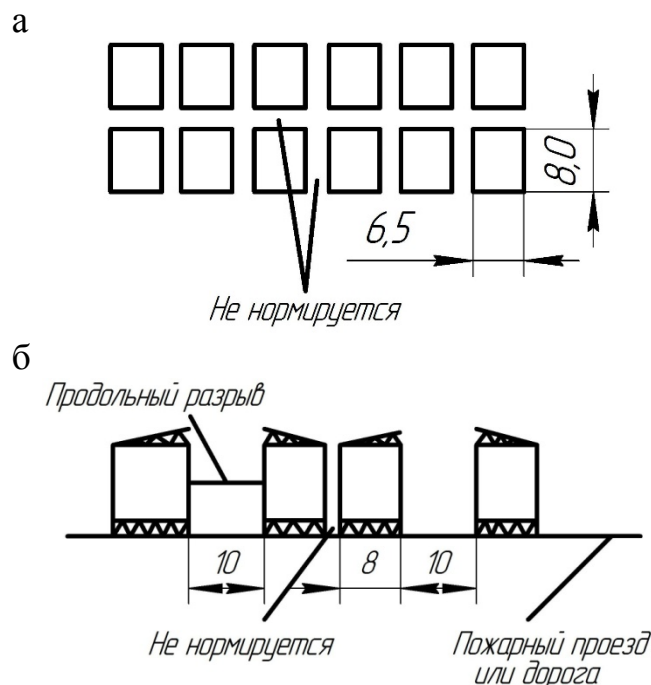 а
8,0
6,5
Не нормируется
б
Продольный разрыв
10
8
10
Не нормируется
Пожарный проезд
или дорога